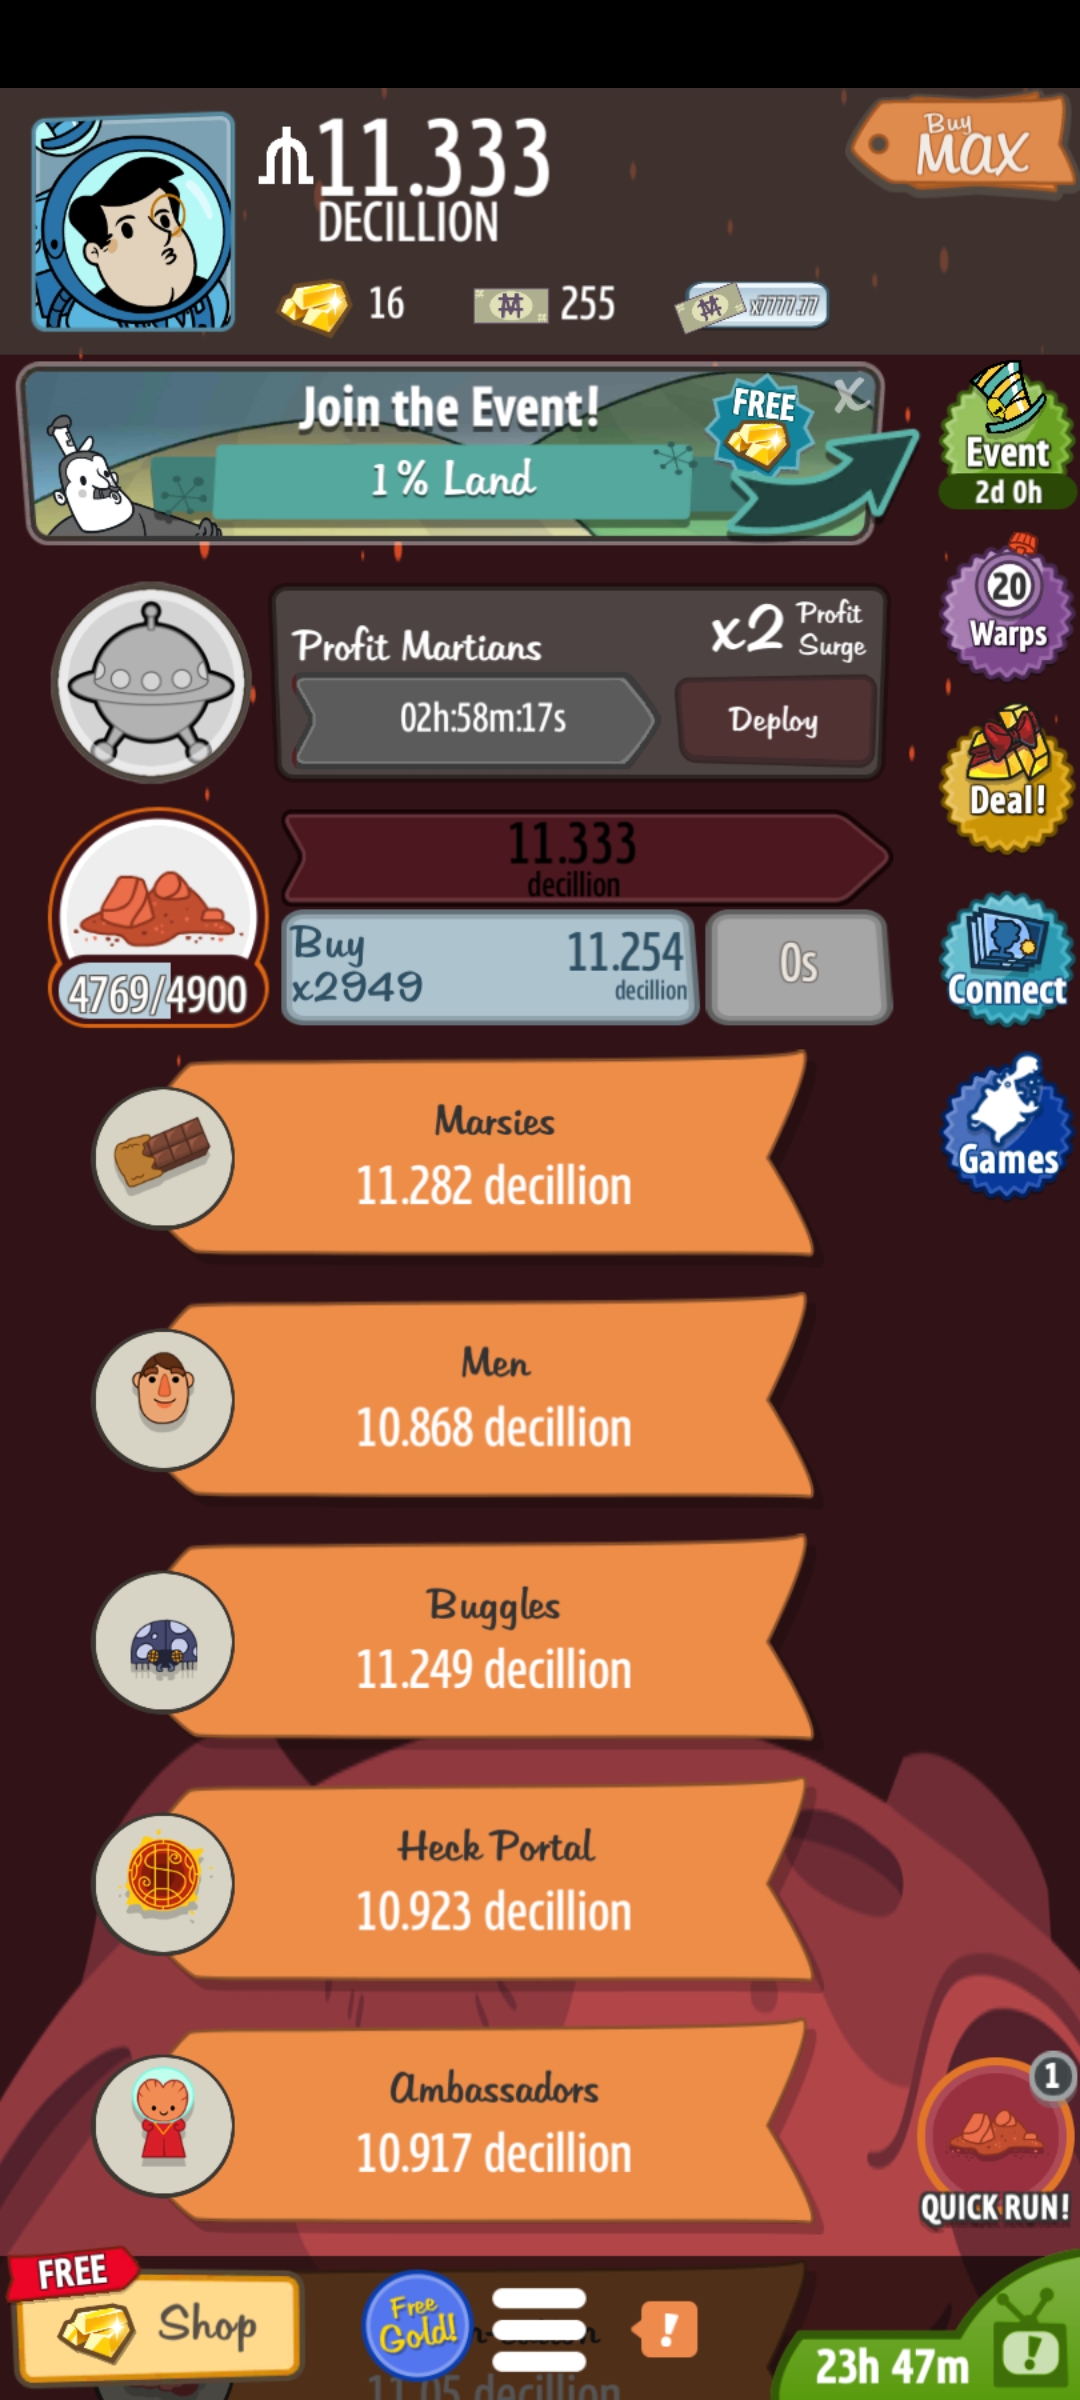 11.333
DECILLION
Buy
MAX
16
255
x7777.77
Join the Event!
1% Land
FREE
X
Event
2d 0h
20
Warps
Profit Martians
x2 Profit
Surge
02h:58m:17s
Deploy
Deal!
11.333
decillion
4769/4900
Buy
x2949
11.254
decillion
0s
Connect
Marsies
11.282 decillion
Games
Men
10.868 decillion
Buggles
11.249 decillion
Heck Portal
10.923 decillion
Ambassadors
10.917 decillion
1
QUICK RUN!
FREE
Shop
Free
Gold!
!
11.05 decillion
23h 47m
!